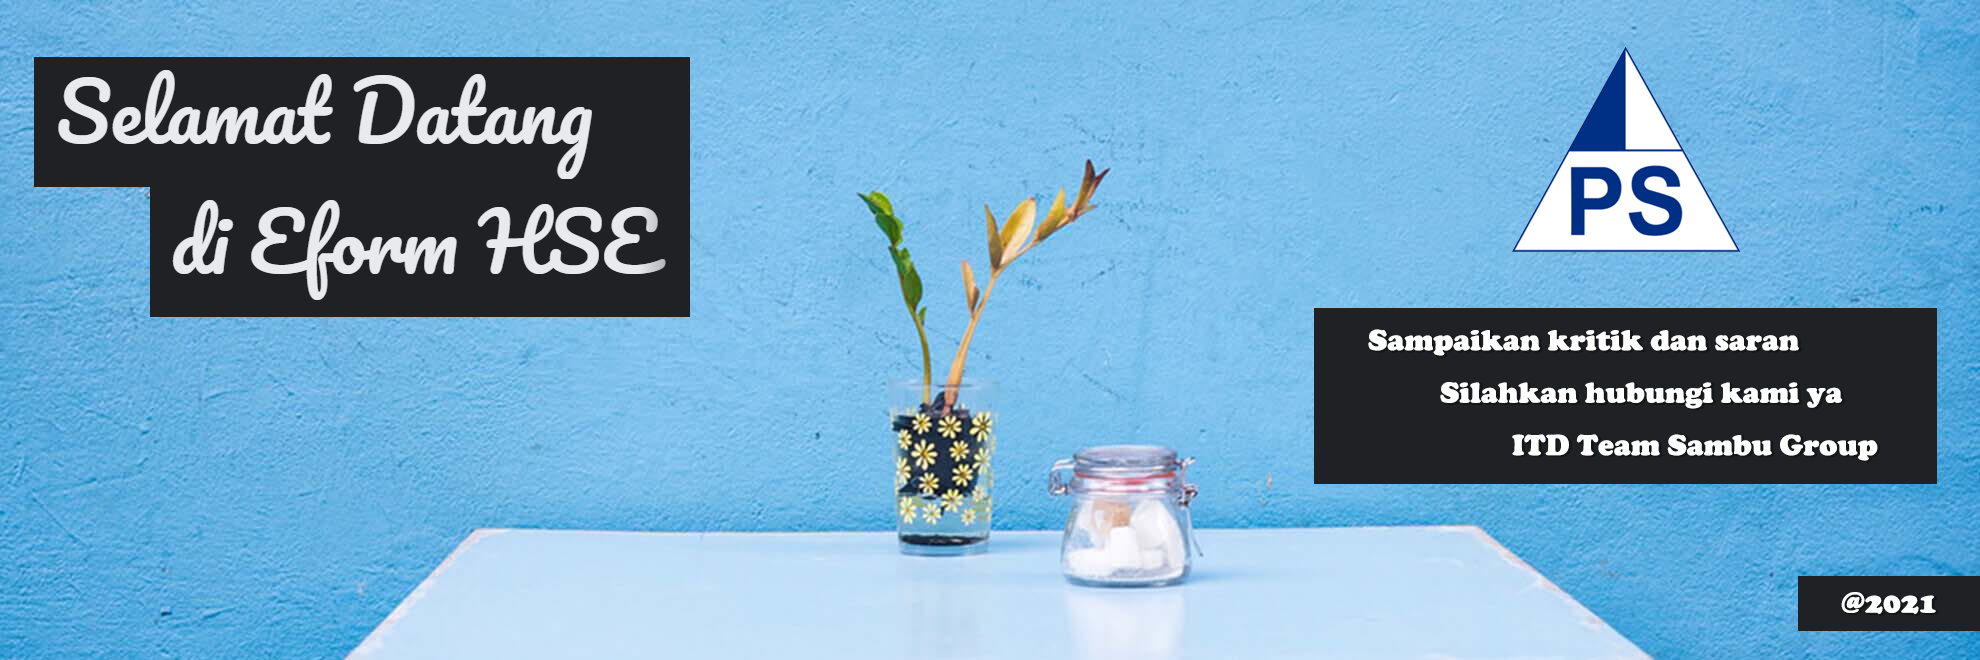 Selamat Datang
di Eform HSE
PS
Sampaikan kritik dan saran
Silahkan hubungi kami ya
ITD Team Sambu Group
@2021